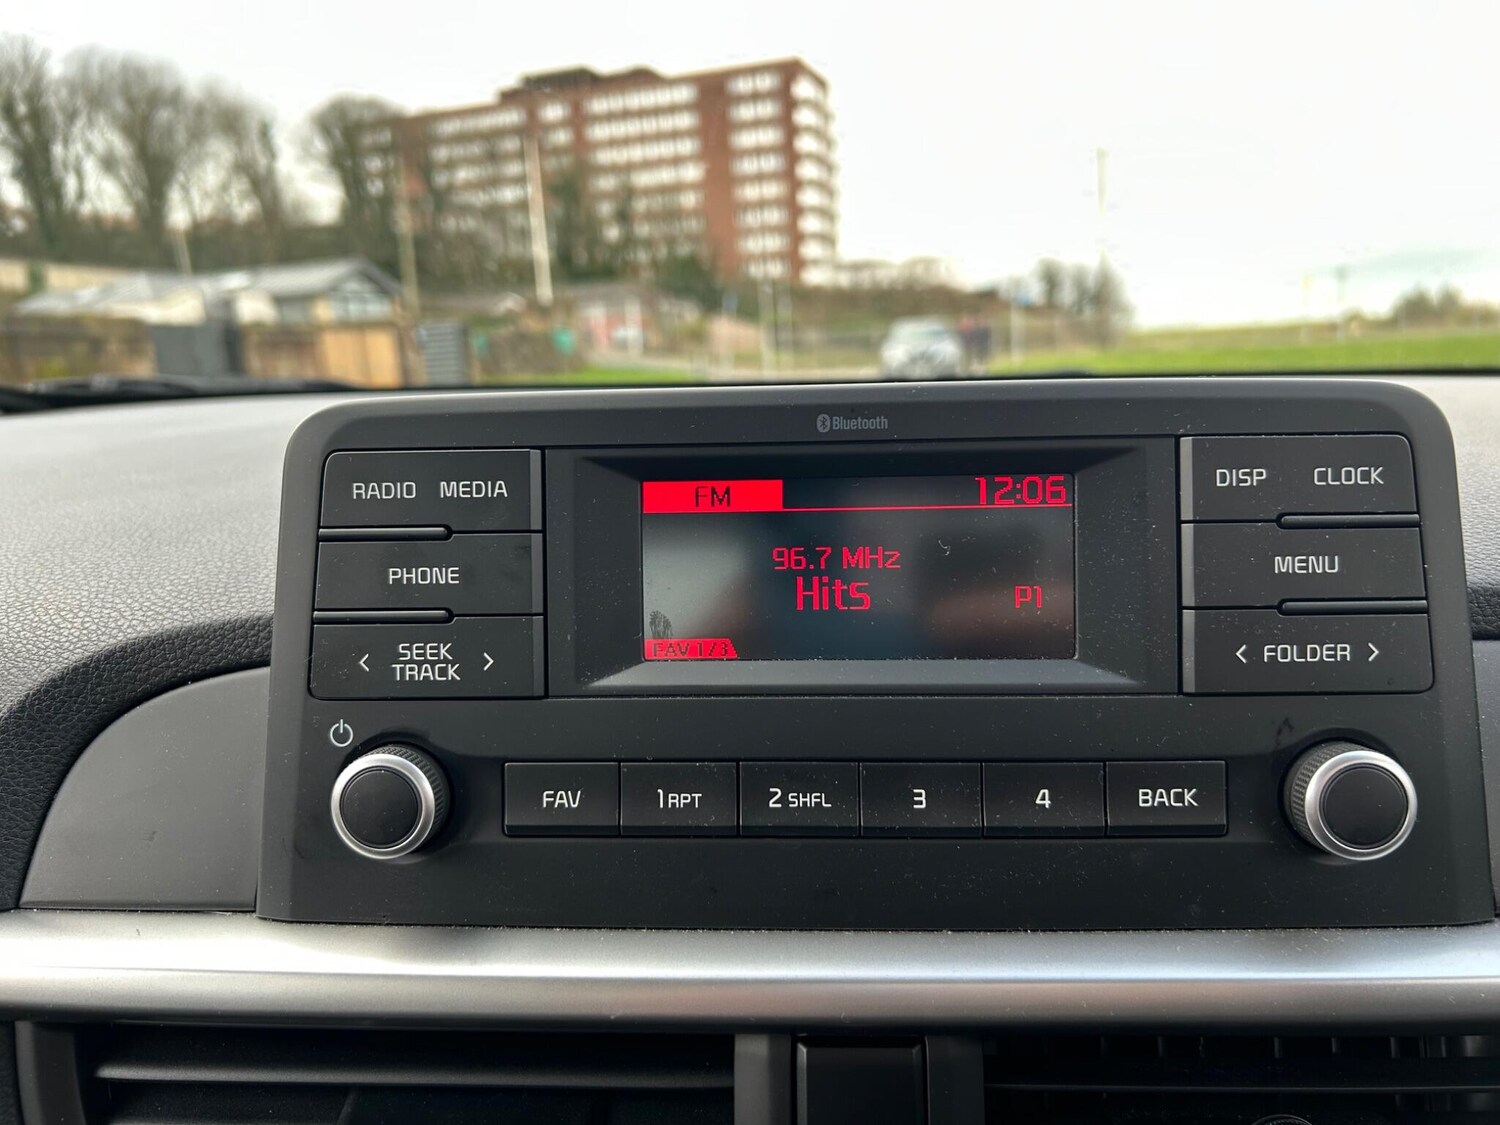 Bluetooth
RADIO MEDIA
PHONE
< SEEK TRACK >
FM 12:06
96.7 MHz
Hits P1
FAV 1/3
DISP CLOCK
MENU
< FOLDER >
FAV 1 RPT 2 SHFL 3 4 BACK